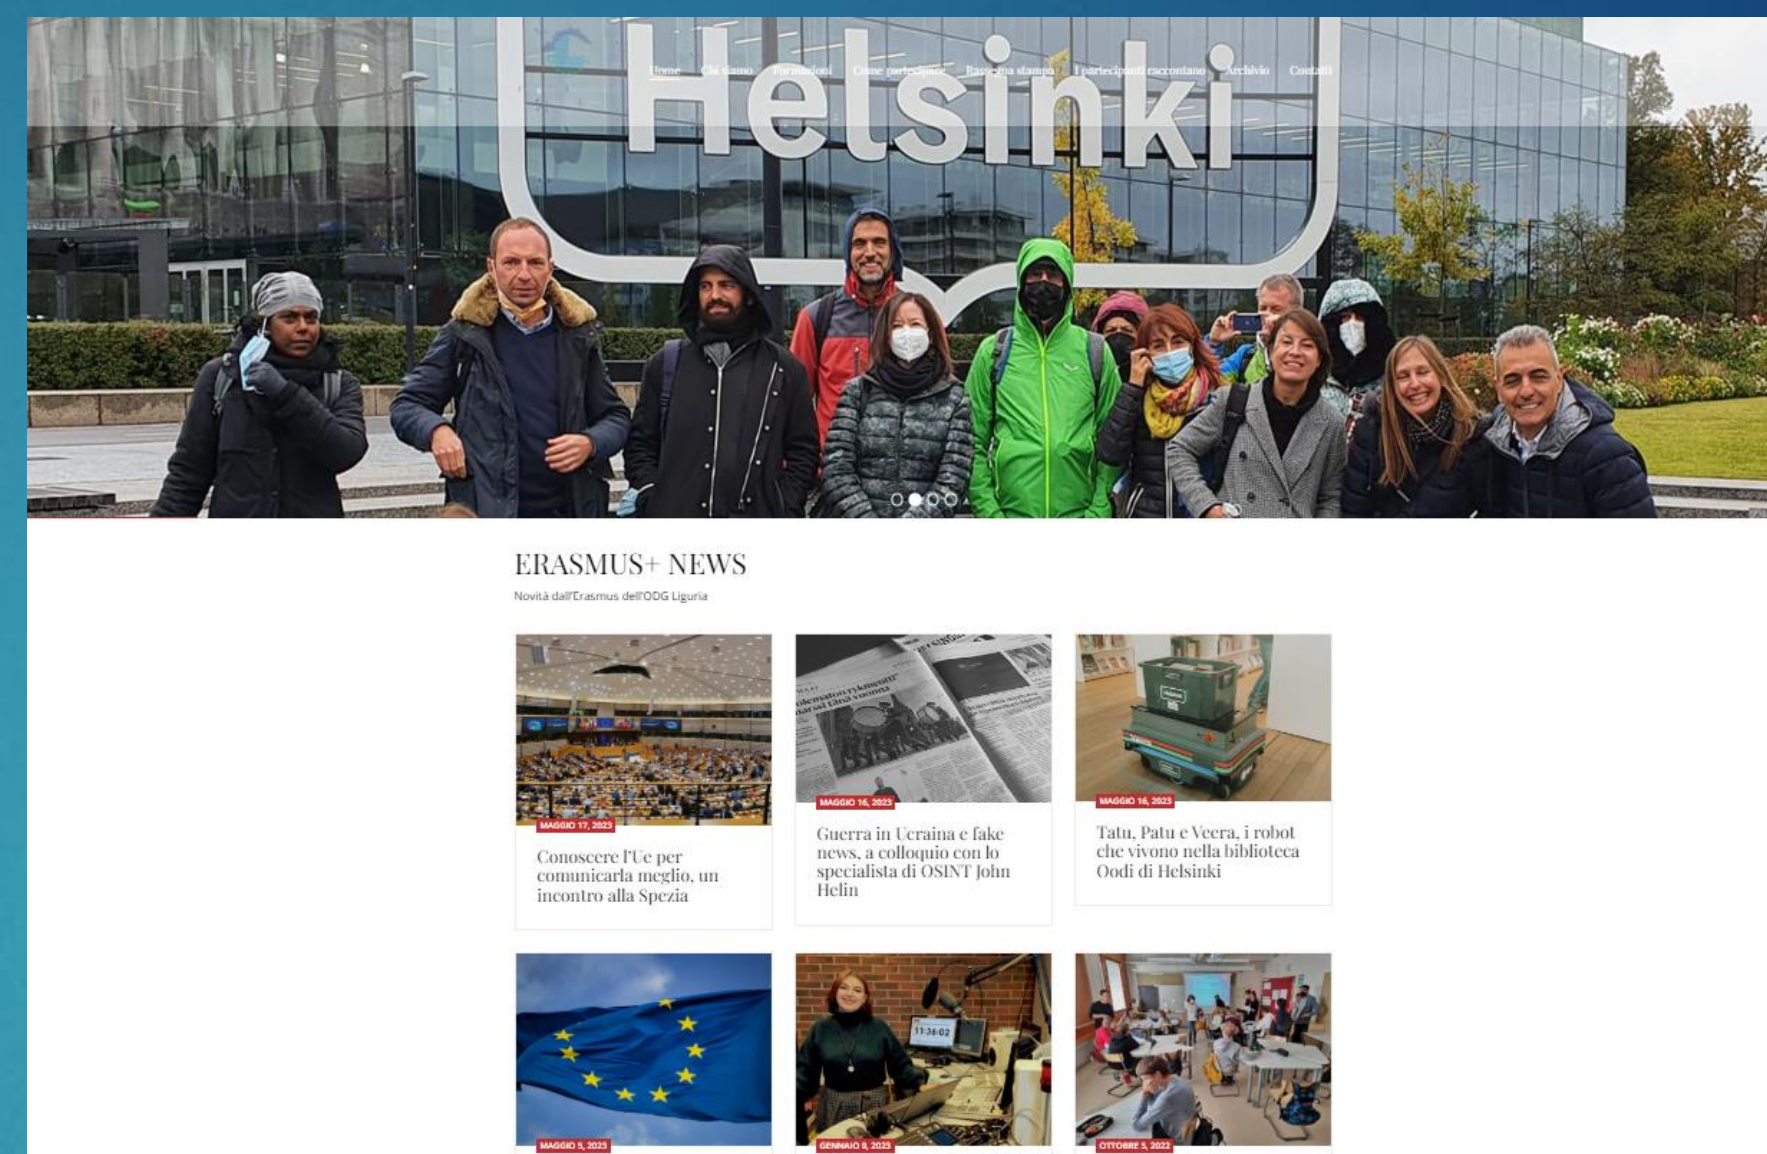 Helsinki
Home Chi siamo Formazioni Come partecipare Rassegna stampa I partecipanti raccontano Archivio Contatti
ERASMUS+ NEWS
Novità dall'Erasmus dell'ODG Liguria
MAGGIO 17, 2023
Conoscere l'Ue per
comunicarla meglio, un
incontro alla Spezia
MAGGIO 16, 2023
Guerra in Ucraina e fake
news, a colloquio con lo
specialista di OSINT John
Helin
MAGGIO 16, 2023
Tatu, Patu e Veera, i robot
che vivono nella biblioteca
Oodi di Helsinki
11:36:02
MAGGIO 5, 2023
GENNAIO 9, 2023
OTTOBRE 5, 2022